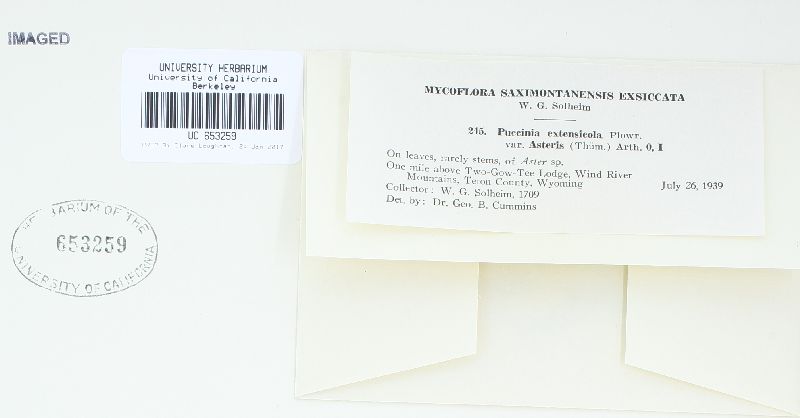 IMAGED
UNIVERSITY HERBARIUM
University of California
Berkeley
UC 653259
HERBARIUM OF THE
653259
UNIVERSITY OF CALIFORNIA
MYCOFLORA SAXIMONTANENSIS EXSICCATA
W. G. Solheim
245. Puccinia extensicola Plowr.
var. Asteris (Thüm.) Arth. 0, I
On leaves, rarely stems, of Aster sp.
One mile above Two-Gow-Tee Lodge, Wind River
Mountains, Teton County, Wyoming July 26, 1939
Collector: W. G. Solheim, 1709
Det. by: Dr. Geo. B. Cummins